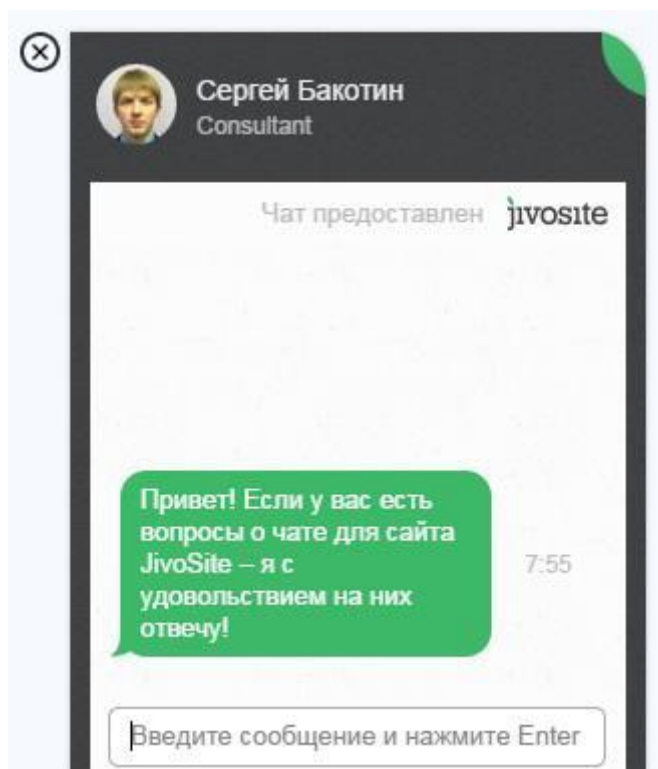 Сергей Бакотин
Consultant
Чат предоставлен jivosite
Привет! Если у вас есть
вопросы о чате для сайта
JivoSite – я с
удовольствием на них
отвечу!
7:55
Введите сообщение и нажмите Enter